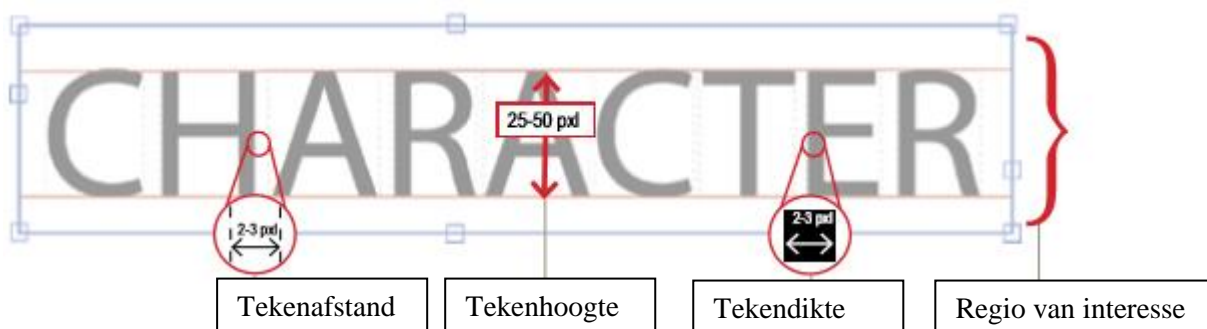 CHARACTER
25-50 pxl
2-3 pxl
2-3 pxl
Tekenafstand
Tekenhoogte
Tekendikte
Regio van interesse